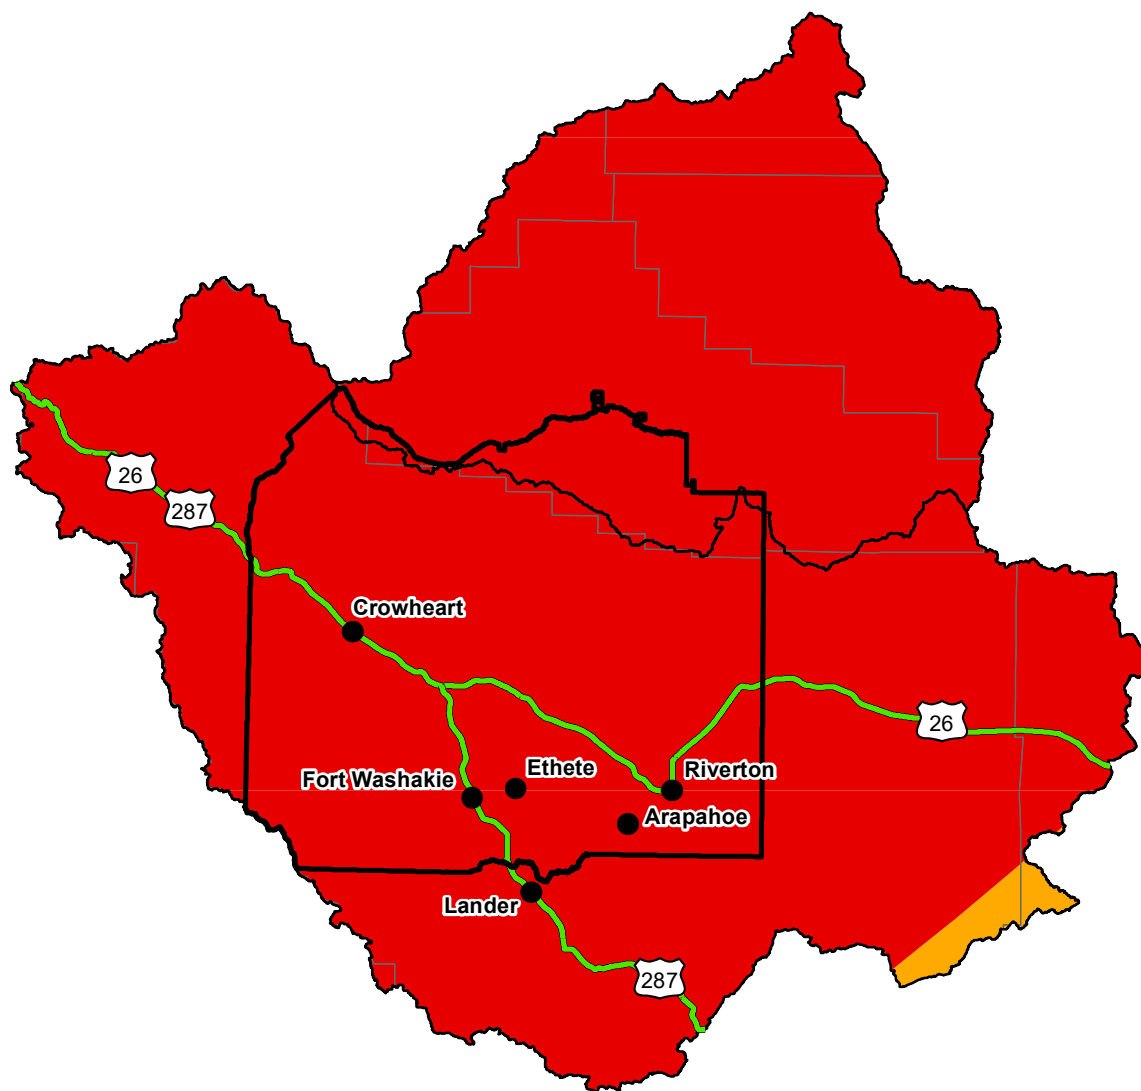 26
287
Crowheart
26
Ethete
Riverton
Fort Washakie
Arapahoe
Lander
287